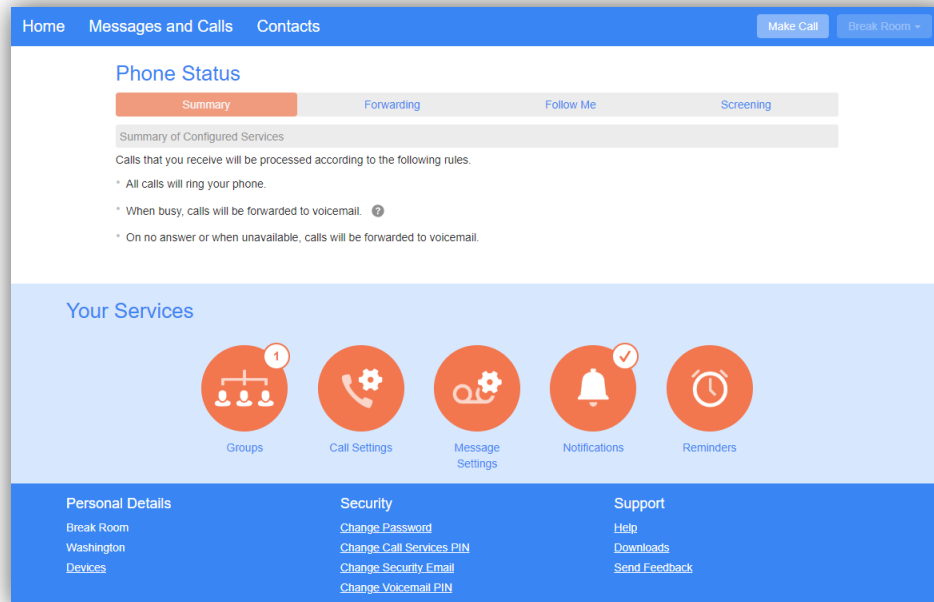 Home Messages and Calls Contacts Make Call Break Room
Phone Status
Summary Forwarding Follow Me Screening
Summary of Configured Services
Calls that you receive will be processed according to the following rules.
* All calls will ring your phone.
* When busy, calls will be forwarded to voicemail. ?
* On no answer or when unavailable, calls will be forwarded to voicemail.
Your Services
1
Groups Call Settings Message Settings Notifications Reminders
Personal Details Security Support
Break Room Change Password Help
Washington Change Call Services PIN Downloads
Devices Change Security Email Send Feedback
Change Voicemail PIN